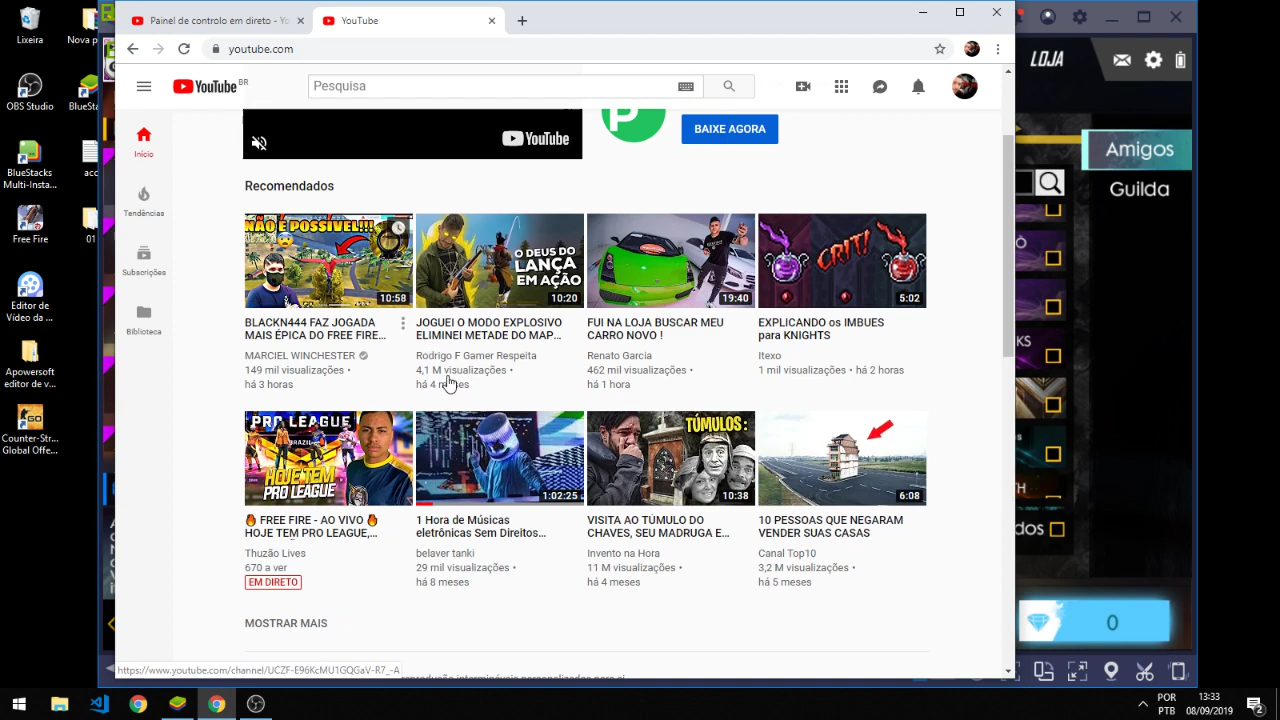 Painel de controlo em direto - Yo
YouTube
youtube.com
YouTube BR
Pesquisa
YouTube
BAIXE AGORA
Início
Tendências
Subscrições
Biblioteca
Recomendados
NÃO É POSSÍVEL!!!
10:58
BLACKN444 FAZ JOGADA
MAIS ÉPICA DO FREE FIRE...
MARCIEL WINCHESTER
149 mil visualizações •
há 3 horas
O DEUS DO
LANÇA
EM AÇÃO
10:20
JOGUEI O MODO EXPLOSIVO
ELIMINEI METADE DO MAP...
Rodrigo F Gamer Respeita
4,1 M visualizações •
há 4 meses
19:40
FUI NA LOJA BUSCAR MEU
CARRO NOVO !
Renato Garcia
462 mil visualizações •
há 1 hora
CRIT!
5:02
EXPLICANDO os IMBUES
para KNIGHTS
Itexo
1 mil visualizações • há 2 horas
PRO LEAGUE
BRAZIL
HOJE TEM
PRO LEAGUE
🔥 FREE FIRE - AO VIVO 🔥
HOJE TEM PRO LEAGUE,...
Thuzão Lives
670 a ver
EM DIRETO
1:02:25
1 Hora de Músicas
eletrônicas Sem Direitos...
belaver tanki
29 mil visualizações •
há 8 meses
TÚMULOS:
10:38
VISITA AO TÚMULO DO
CHAVES, SEU MADRUGA E...
Invento na Hora
11 M visualizações •
há 4 meses
6:08
10 PESSOAS QUE NEGARAM
VENDER SUAS CASAS
Canal Top10
3,2 M visualizações •
há 5 meses
MOSTRAR MAIS
https://www.youtube.com/channel/UCZF-E96KcMU1GQGaV-R7_-A
Lixeira
Nova p
OBS Studio
BlueSta
BlueStacks
Multi-Insta...
acc
Free Fire
01
Editor de
Vídeo da ...
Apowersoft
editor de v...
Counter-Str...
Global Offe...
LOJA
Amigos
Guilda
0
POR
PTB
13:33
08/09/2019
2